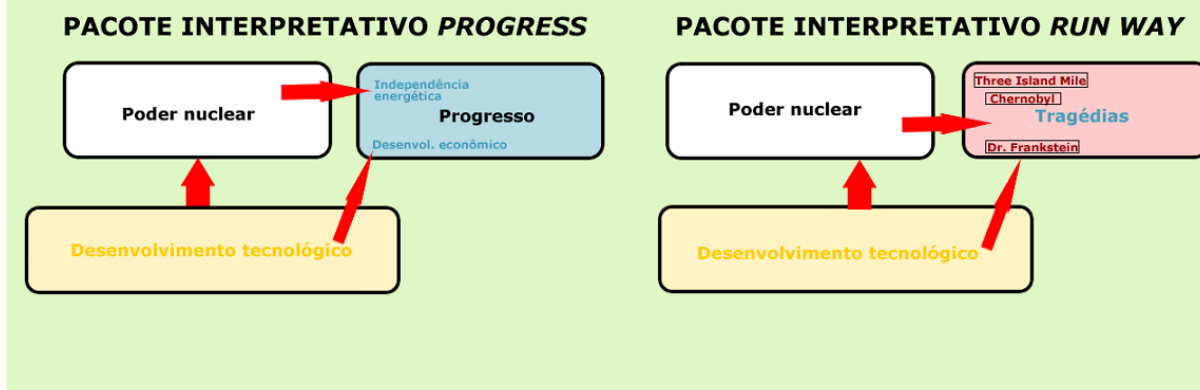 PACOTE INTERPRETATIVO PROGRESS
Poder nuclear
Independência
energética
Progresso
Desenvol. econômico
Desenvolvimento tecnológico
PACOTE INTERPRETATIVO RUN WAY
Poder nuclear
Three Island Mile
Chernobyl
Tragédias
Dr. Frankstein
Desenvolvimento tecnológico